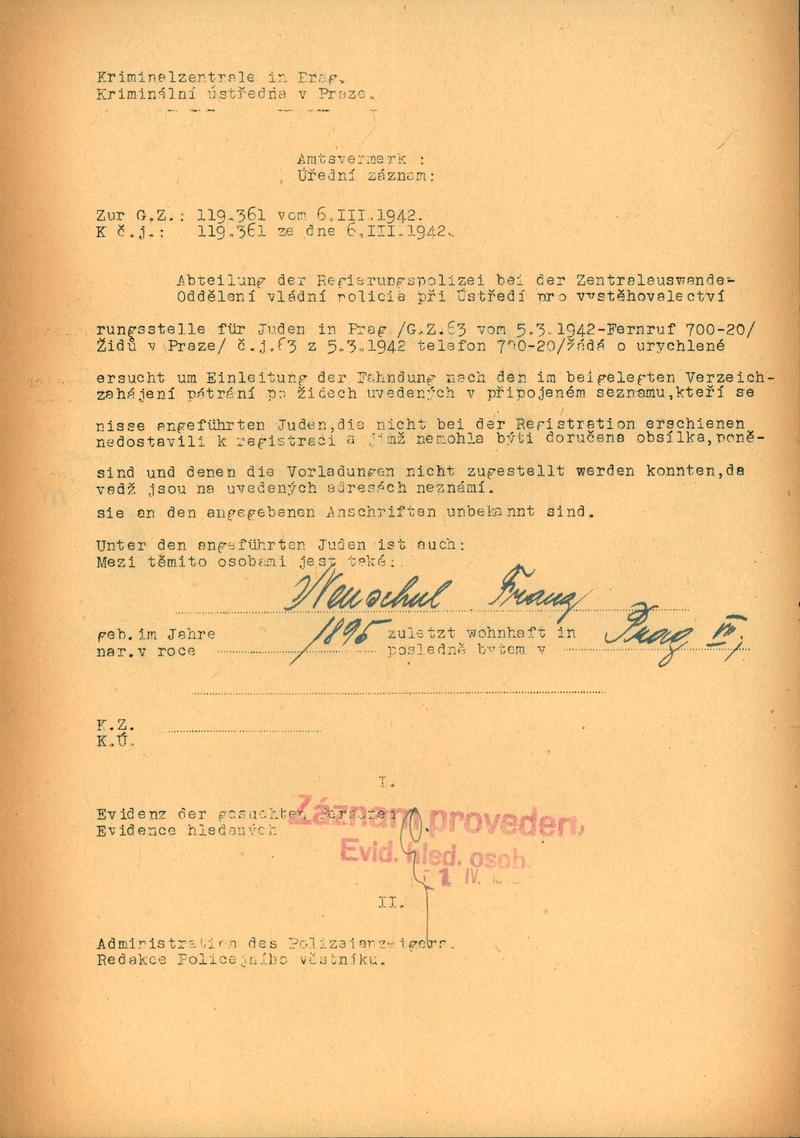 Kriminalzentrale in Prag.
Kriminální ústředna v Praze.
Amtsvermerk :
Úřední záznam:
Zur G.Z.: 119.361 vom 6.III.1942.
K č.j.: 119.361 ze dne 6.III.1942.
Abteilung der Regierungspolizei bei der Zentralauswande-
Oddělení vládní policie při Ústředí pro vystěhovalectví
rungsstelle für Juden in Prag /G.Z.63 vom 5.3.1942-Fernruf 700-20/
Židů v Praze/ č.j.63 z 5.3.1942 telefon 700-20/žádá o urychlené
ersucht um Einleitung der Fahndung nach den im beigelegten Verzeich-
zahájení pátrání po židech uvedených v připojeném seznamu,kteří se
nisse angeführten Juden,die nicht bei der Registration erschienen
nedostavili k registraci a jimž nemohla býti doručena obsílka,poně-
sind und denen die Vorladungen nicht zugestellt werden konnten,da
vadž jsou na uvedených adresách neznámí.
sie an den angegebenen Anschriften unbekannt sind.
Unter den angeführten Juden ist auch:
Mezi těmito osobami jest také:
Wenschul Franz
geb.im Jahre 1895 zuletzt wohnhaft in Prag VII.
nar.v roce posledně bytem v
K.Z.
K.Ú.
I.
Evidenz der gesuchten Personen
Evidence hledaných
Záznam proveden
Evid. hled. osob
1 IV.
II.
Administration des Polizeianzeigers.
Redakce Policejního věstníku.